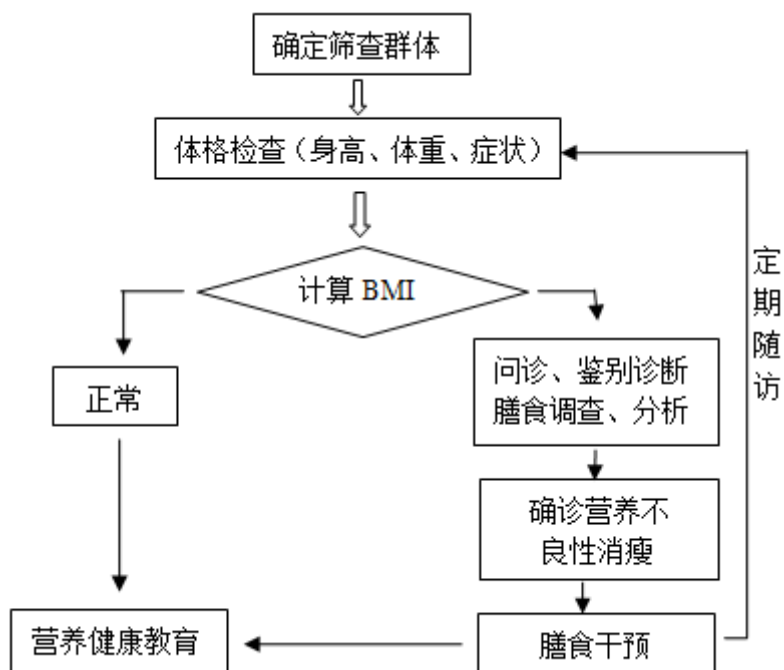 确定筛查群体
体格检查（身高、体重、症状）
计算 BMI
定期随访
正常
问诊、鉴别诊断
膳食调查、分析
确诊营养不
良性消瘦
营养健康教育
膳食干预